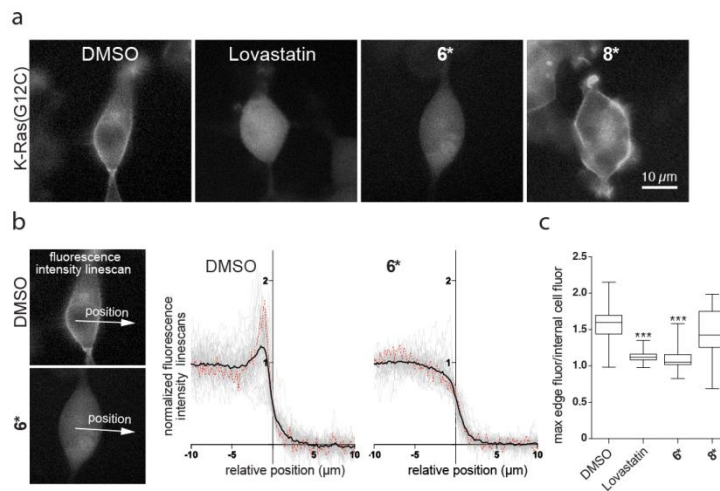 a
K-Ras(G12C)
DMSO
Lovastatin
6*
8*
10 µm
b
DMSO
fluorescence
intensity linescan
position
6*
position
DMSO
normalized fluorescence
intensity linescans
2
1
-10 -5 0 5 10
relative position (µm)
6*
2
1
-10 -5 0 5 10
relative position (µm)
c
max edge fluor/internal cell fluor
2.5
2.0
1.5
1.0
0.5
0.0
***
***
DMSO
Lovastatin
6*
8*